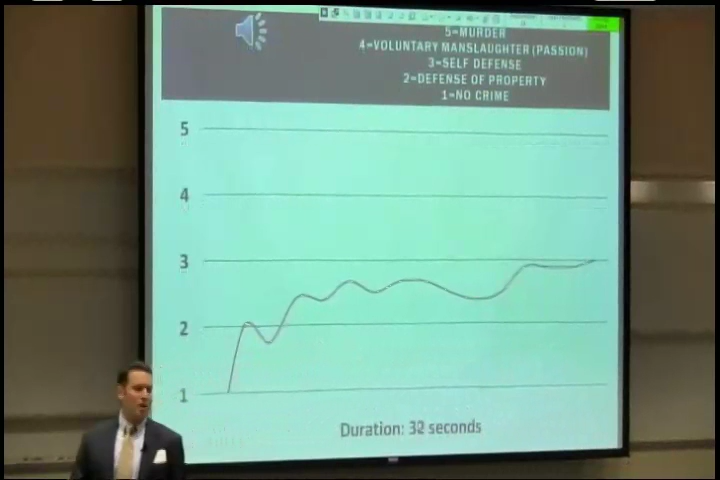 5=MURDER
4=VOLUNTARY MANSLAUGHTER (PASSION)
3=SELF DEFENSE
2=DEFENSE OF PROPERTY
1=NO CRIME
5
4
3
2
1
Duration: 32 seconds